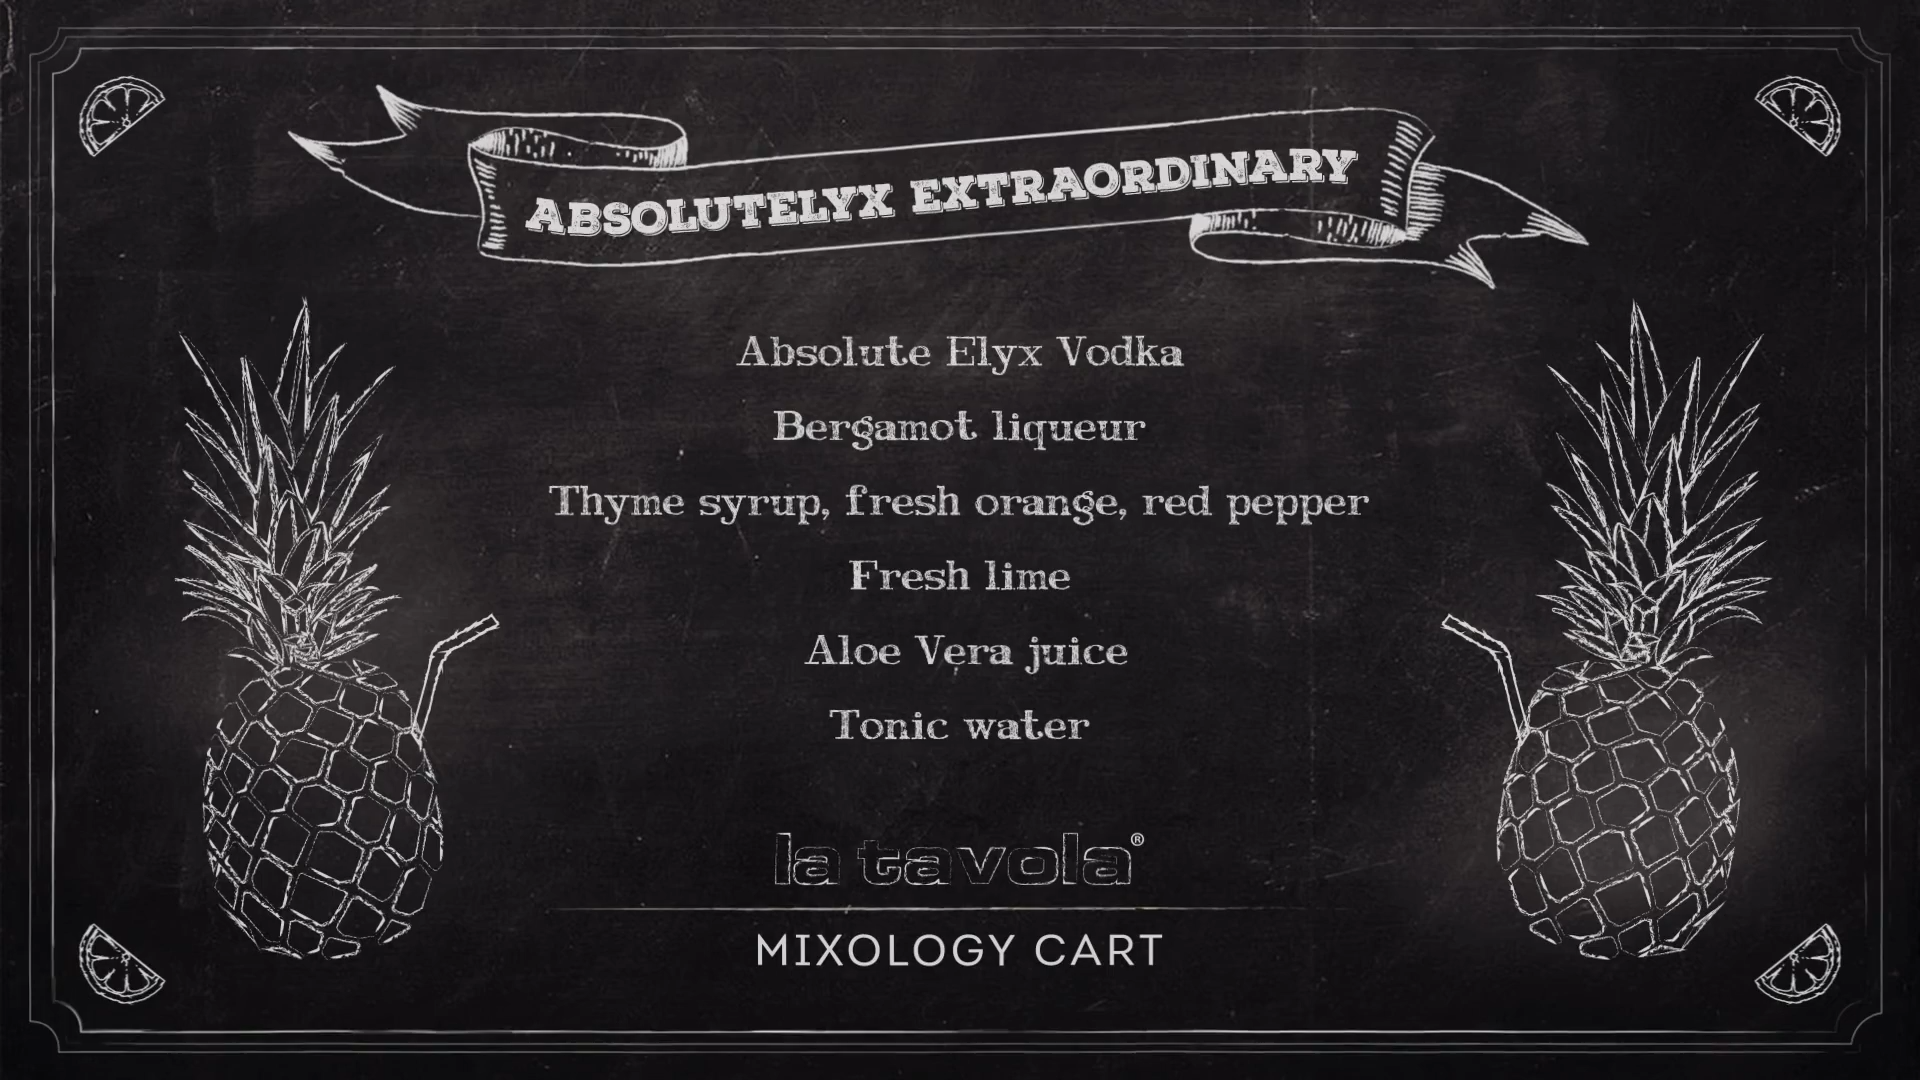 ABSOLUTELYX EXTRAORDINARY
Absolute Elyx Vodka
Bergamot liqueur
Thyme syrup, fresh orange, red pepper
Fresh lime
Aloe Vera juice
Tonic water
la tavola®
MIXOLOGY CART